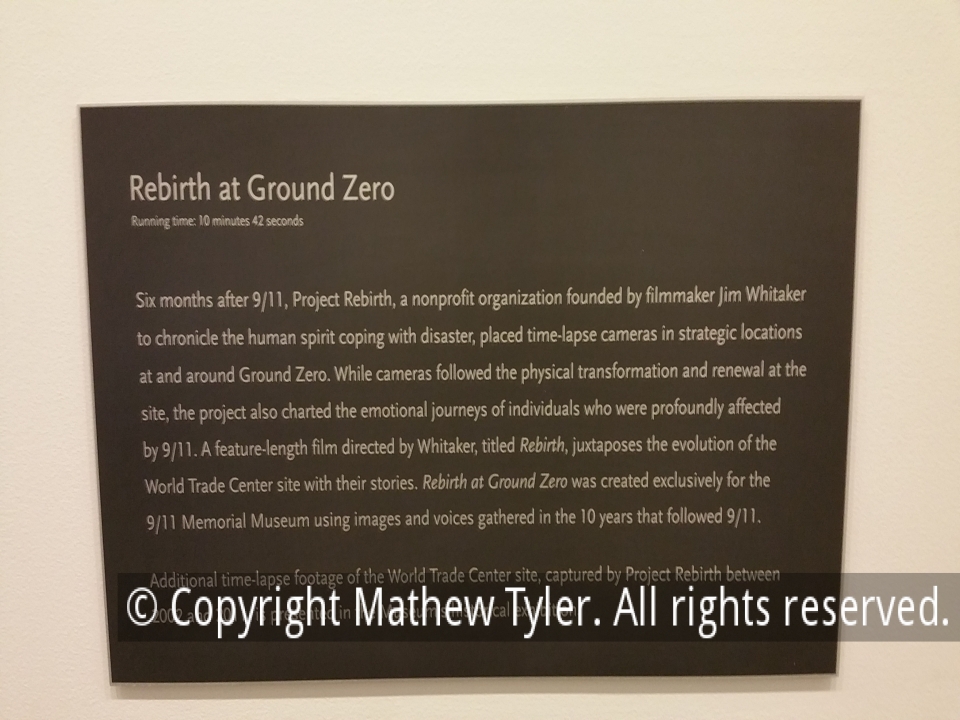 Rebirth at Ground Zero
Running time: 10 minutes 42 seconds
Six months after 9/11, Project Rebirth, a nonprofit organization founded by filmmaker Jim Whitaker
to chronicle the human spirit coping with disaster, placed time-lapse cameras in strategic locations
at and around Ground Zero. While cameras followed the physical transformation and renewal at the
site, the project also charted the emotional journeys of individuals who were profoundly affected
by 9/11. A feature-length film directed by Whitaker, titled Rebirth, juxtaposes the evolution of the
World Trade Center site with their stories. Rebirth at Ground Zero was created exclusively for the
9/11 Memorial Museum using images and voices gathered in the 10 years that followed 9/11.
Additional time-lapse footage of the World Trade Center site, captured by Project Rebirth between
2002 and presented in the Museum's historical
© Copyright Mathew Tyler. All rights reserved.